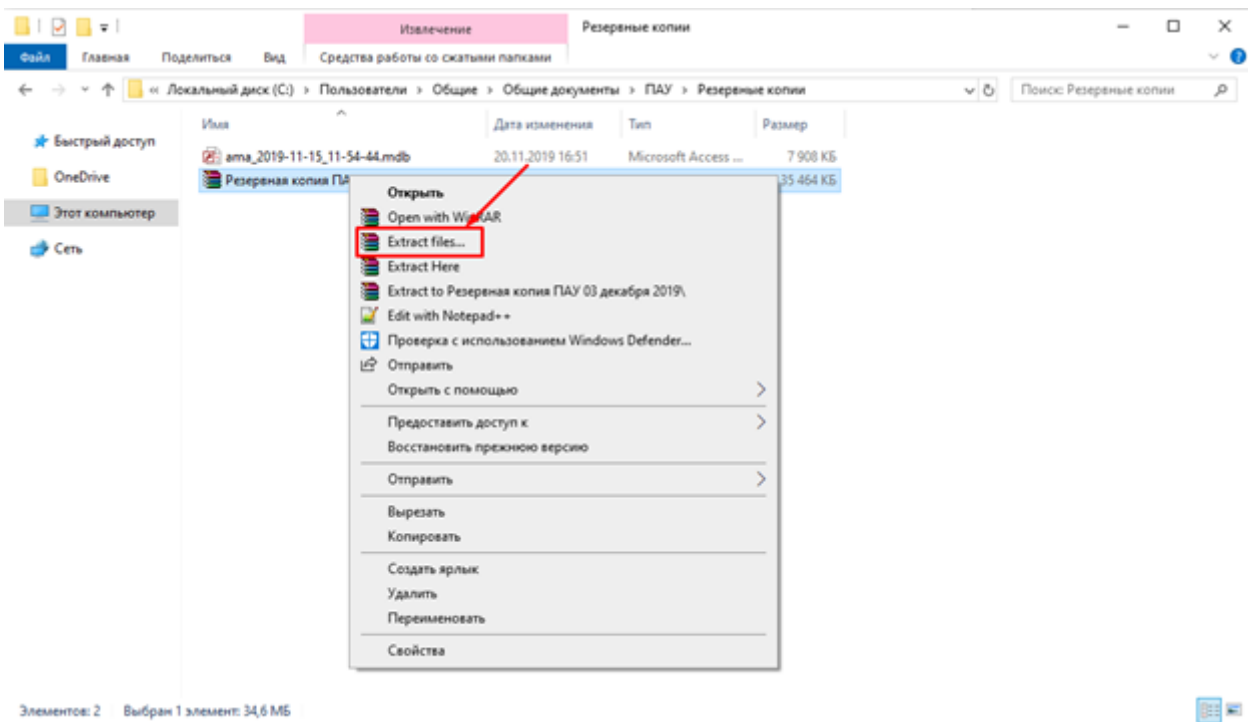 Извлечение
Резервные копии
Файл Главная Поделиться Вид Средства работы со сжатыми папками
« Локальный диск (C:) › Пользователи › Общие › Общие документы › ПАУ › Резервные копии
Поиск: Резервные копии
Имя Дата изменения Тип Размер
Быстрый доступ
ama_2019-11-15_11-54-44.mdb 20.11.2019 16:51 Microsoft Access ... 7 908 КБ
OneDrive
Резервная копия ПА 35 464 КБ
Этот компьютер
Сеть
Открыть
Open with WinRAR
Extract files...
Extract Here
Extract to Резервная копия ПАУ 03 декабря 2019\
Edit with Notepad++
Проверка с использованием Windows Defender...
Отправить
Открыть с помощью
Предоставить доступ к
Восстановить прежнюю версию
Отправить
Вырезать
Копировать
Создать ярлык
Удалить
Переименовать
Свойства
Элементов: 2 Выбран 1 элемент: 34,6 МБ